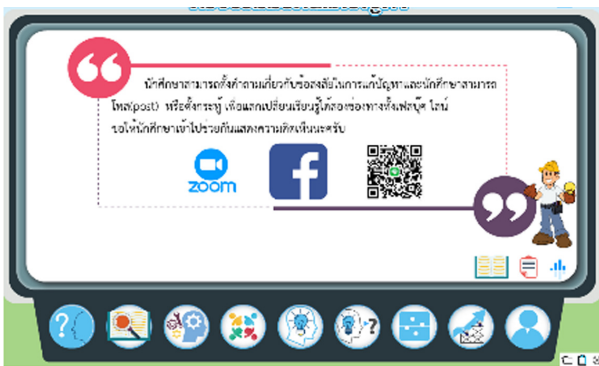 นักศึกษาสามารถตั้งคำถามเกี่ยวกับข้อสงสัยในการแก้ปัญหาและนักศึกษาสามารถ
โพส(post) หรือตั้งกระทู้ เพื่อแลกเปลี่ยนเรียนรู้ได้สองช่องทางทั้งเฟสบุ๊ค ไลน์
ขอให้นักศึกษาเข้าไปช่วยกันแสดงความคิดเห็นนะครับ
zoom